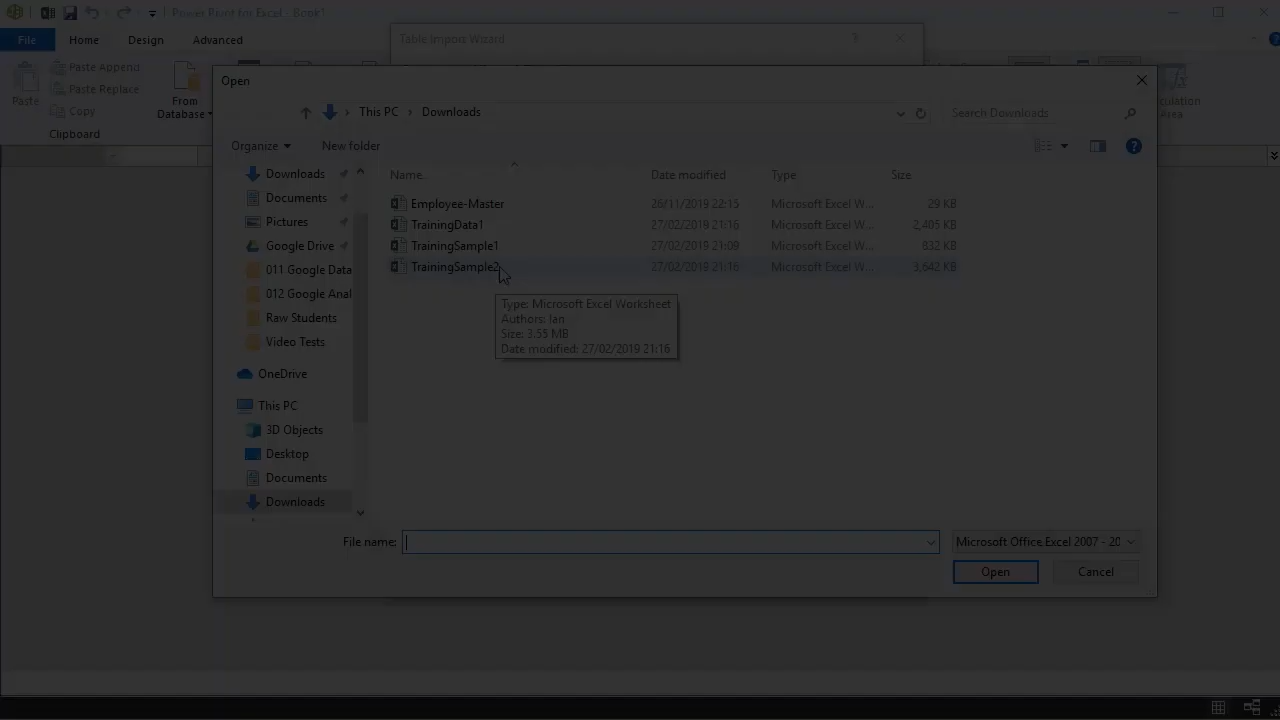 Power Pivot for Excel - Book1
File
Home
Design
Advanced
Table Import Wizard
Paste
Paste Append
Paste Replace
Copy
Clipboard
From
Database
Calculation
Area
Open
This PC > Downloads
Search Downloads
Organize
New folder
Name
Date modified
Type
Size
Employee-Master
26/11/2019 22:15
Microsoft Excel W...
29 KB
TrainingData1
27/02/2019 21:16
Microsoft Excel W...
2,405 KB
TrainingSample1
27/02/2019 21:09
Microsoft Excel W...
832 KB
TrainingSample2
27/02/2019 21:16
Microsoft Excel W...
3,642 KB
Type: Microsoft Excel Worksheet
Authors: Ian
Size: 3.55 MB
Date modified: 27/02/2019 21:16
Downloads
Documents
Pictures
Google Drive
011 Google Data
012 Google Anal
Raw Students
Video Tests
OneDrive
This PC
3D Objects
Desktop
Documents
Downloads
File name:
Microsoft Office Excel 2007 - 20
Open
Cancel